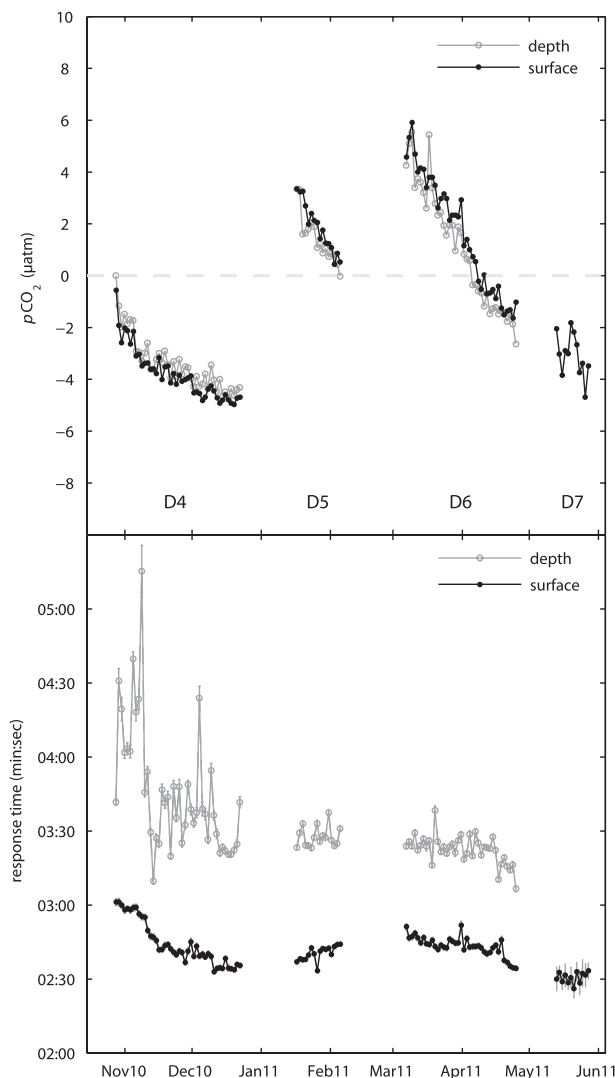 10
8
6
4
2
0
−2
−4
−6
−8
pCO2 (µatm)
depth
surface
D4 D5 D6 D7
depth
surface
05:00
04:30
04:00
03:30
03:00
02:30
02:00
response time (min:sec)
Nov10 Dec10 Jan11 Feb11 Mar11 Apr11 May11 Jun11